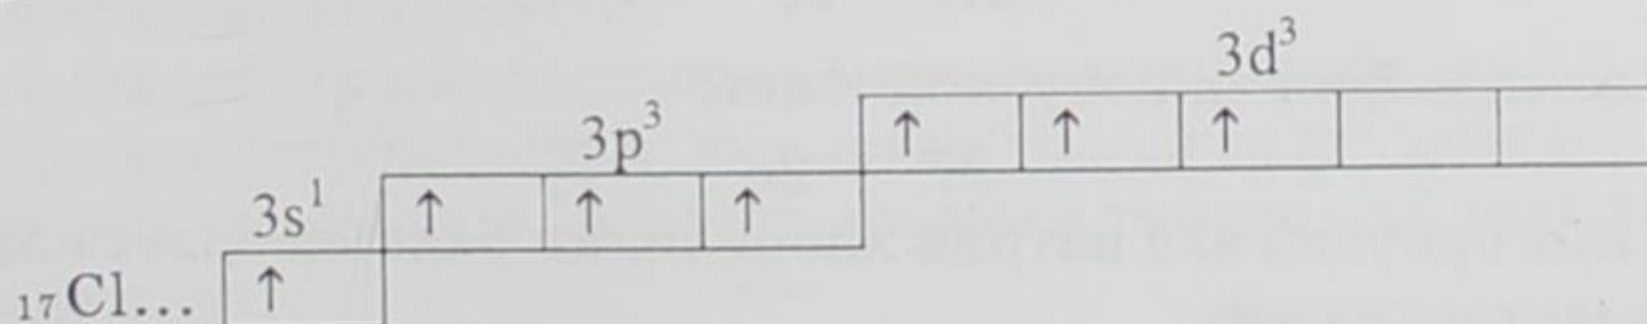 3d³
↑ ↑ ↑
3p³
↑ ↑ ↑
3s¹
₁₇Cl... ↑